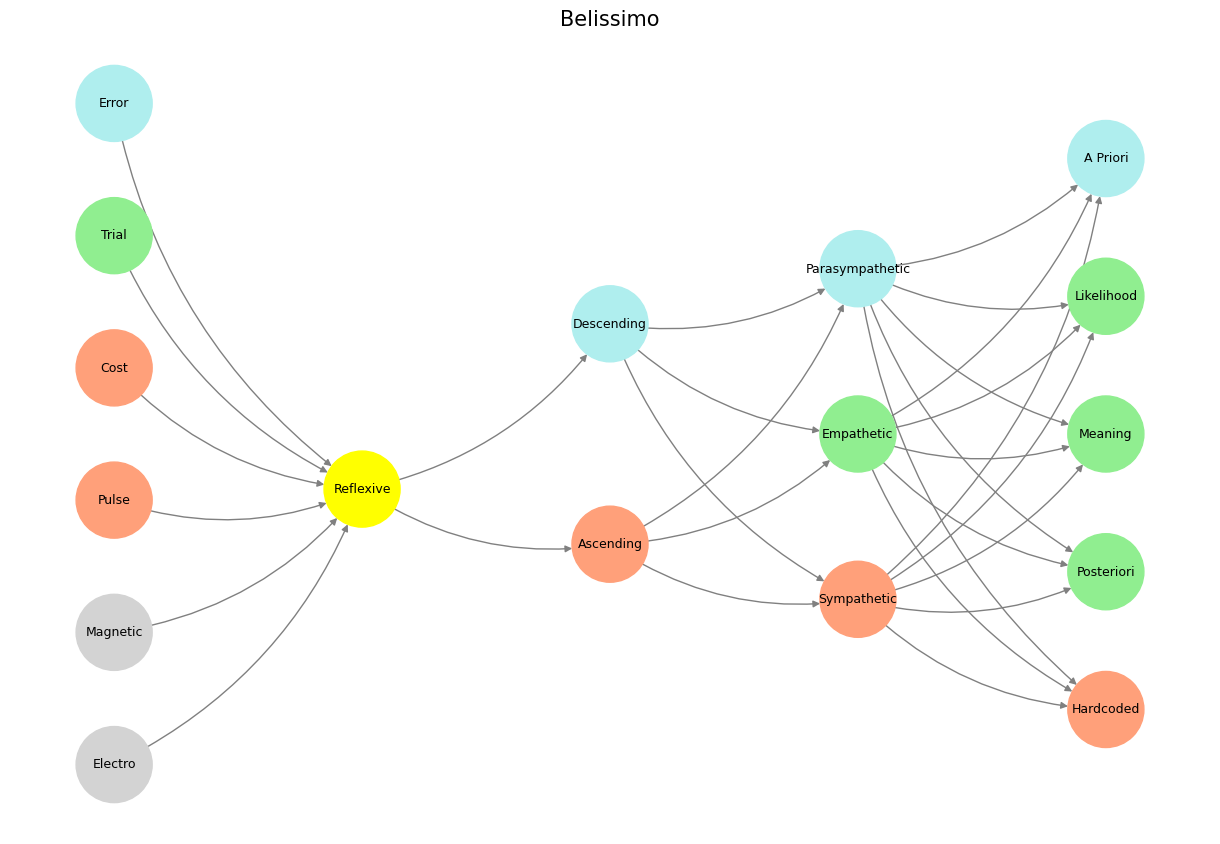 Belissimo
Error
Trial
Cost
Pulse
Magnetic
Electro
Reflexive
Descending
Ascending
Parasympathetic
Empathetic
Sympathetic
A Priori
Likelihood
Meaning
Posteriori
Hardcoded